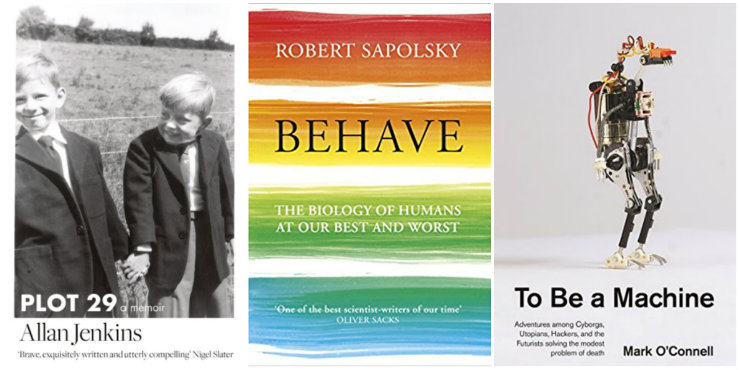 PLOT 29 a memoir
Allan Jenkins
'Brave, exquisitely written and utterly compelling' Nigel Slater
ROBERT SAPOLSKY
BEHAVE
THE BIOLOGY OF HUMANS
AT OUR BEST AND WORST
'One of the best scientist-writers of our time'
OLIVER SACKS
To Be a Machine
Adventures among Cyborgs,
Utopians, Hackers, and the
Futurists solving the modest
problem of death
Mark O'Connell